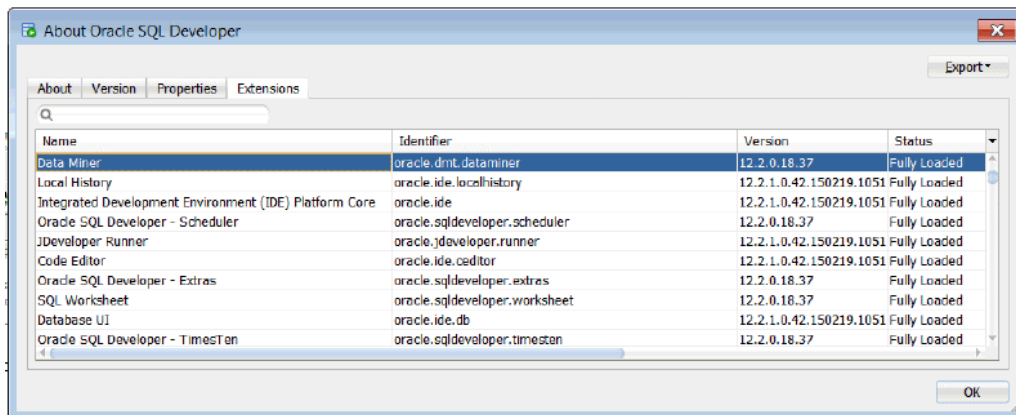 About Oracle SQL Developer
Export
About Version Properties Extensions
Name Identifier Version Status
Data Miner oracle.dmt.dataminer 12.2.0.18.37 Fully Loaded
Local History oracle.ide.localhistory 12.2.1.0.42.150219.1051 Fully Loaded
Integrated Development Environment (IDE) Platform Core oracle.ide 12.2.1.0.42.150219.1051 Fully Loaded
Oracle SQL Developer - Scheduler oracle.sqldeveloper.scheduler 12.2.0.18.37 Fully Loaded
JDeveloper Runner oracle.jdeveloper.runner 12.2.1.0.42.150219.1051 Fully Loaded
Code Editor oracle.ide.ceditor 12.2.1.0.42.150219.1051 Fully Loaded
Oracle SQL Developer - Extras oracle.sqldeveloper.extras 12.2.0.18.37 Fully Loaded
SQL Worksheet oracle.sqldeveloper.worksheet 12.2.0.18.37 Fully Loaded
Database UI oracle.ide.db 12.2.1.0.42.150219.1051 Fully Loaded
Oracle SQL Developer - TimesTen oracle.sqldeveloper.timesten 12.2.0.18.37 Fully Loaded
OK